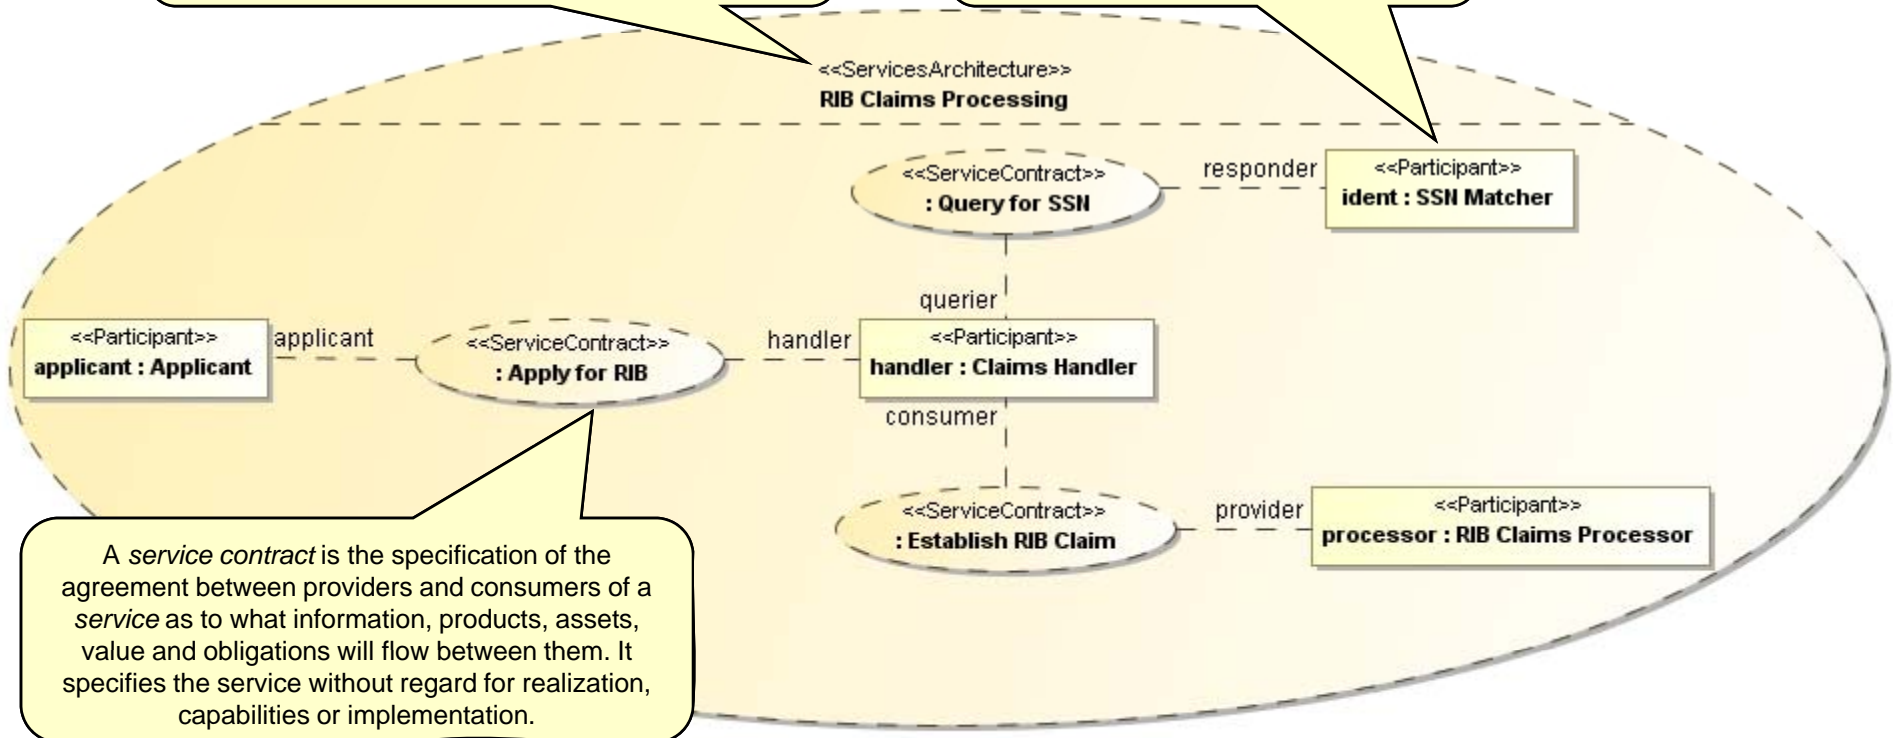 <<ServicesArchitecture>>
RIB Claims Processing
<<ServiceContract>>
: Query for SSN
responder
<<Participant>>
ident : SSN Matcher
querier
<<Participant>>
applicant : Applicant
applicant
<<ServiceContract>>
: Apply for RIB
handler
<<Participant>>
handler : Claims Handler
consumer
<<ServiceContract>>
: Establish RIB Claim
provider
<<Participant>>
processor : RIB Claims Processor
A service contract is the specification of the
agreement between providers and consumers of a
service as to what information, products, assets,
value and obligations will flow between them. It
specifies the service without regard for realization,
capabilities or implementation.